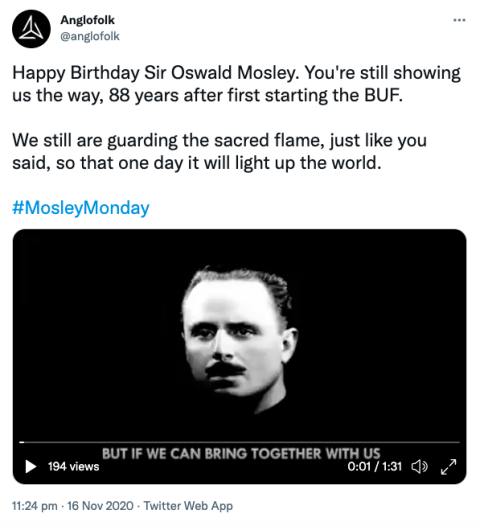 Anglofolk
@anglofolk
Happy Birthday Sir Oswald Mosley. You're still showing
us the way, 88 years after first starting the BUF.
We still are guarding the sacred flame, just like you
said, so that one day it will light up the world.
#MosleyMonday
BUT IF WE CAN BRING TOGETHER WITH US
194 views
0:01 / 1:31
11:24 pm · 16 Nov 2020 · Twitter Web App